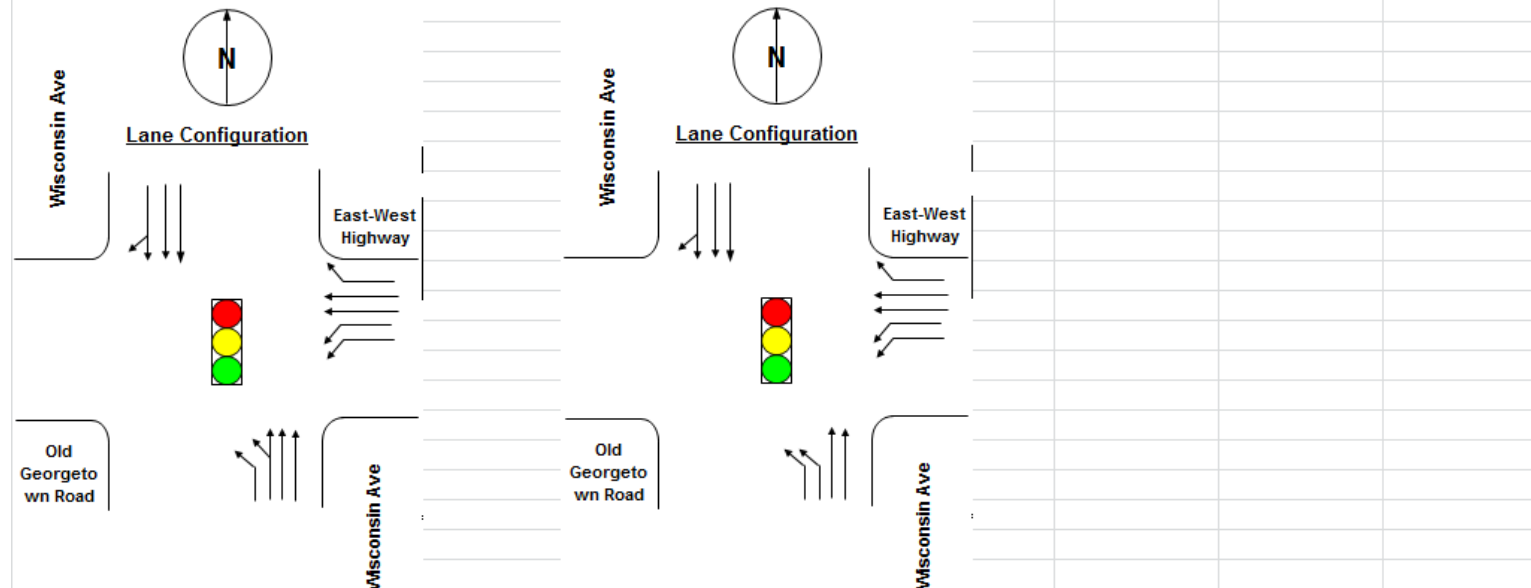 N
Wisconsin Ave
Lane Configuration
East-West
Highway
Old
Georgeto
wn Road
Wisconsin Ave
N
Wisconsin Ave
Lane Configuration
East-West
Highway
Old
Georgeto
wn Road
Wisconsin Ave